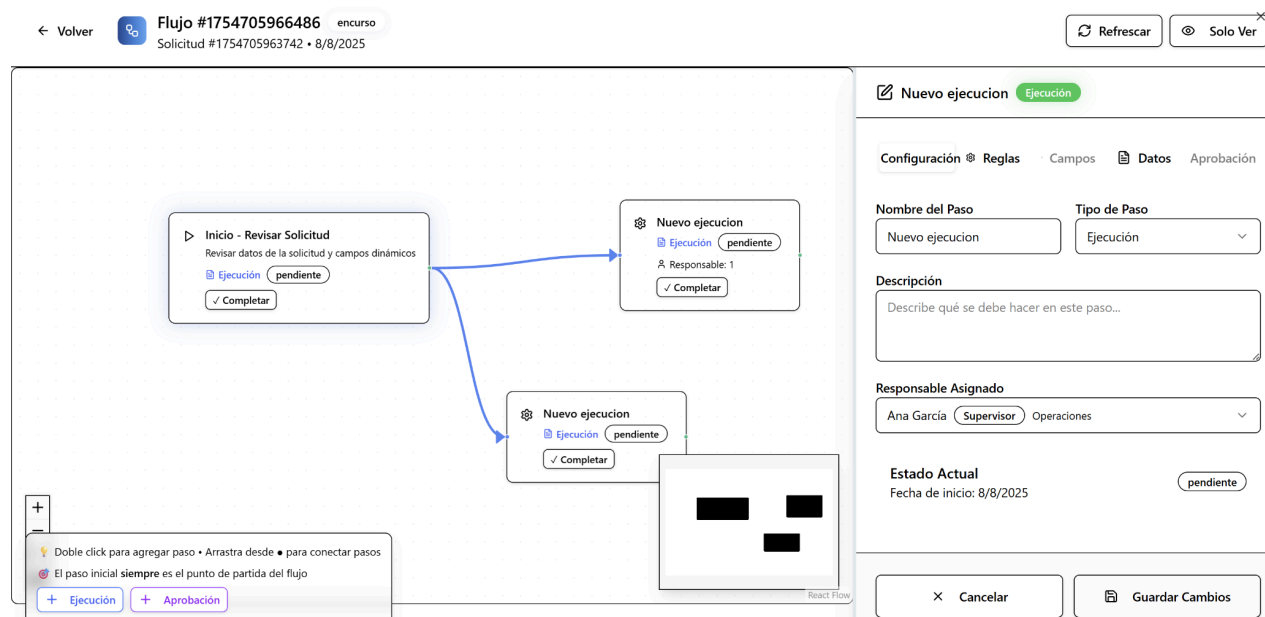 Volver
Flujo #1754705966486 encurso
Solicitud #1754705963742 • 8/8/2025
Refrescar
Solo Ver
Inicio - Revisar Solicitud
Revisar datos de la solicitud y campos dinámicos
Ejecución pendiente
✓ Completar
Nuevo ejecucion
Ejecución pendiente
Responsable: 1
✓ Completar
Nuevo ejecucion
Ejecución pendiente
✓ Completar
💡 Doble click para agregar paso • Arrastra desde ● para conectar pasos
🎯 El paso inicial siempre es el punto de partida del flujo
+ Ejecución
+ Aprobación
React Flow
Nuevo ejecucion Ejecución
Configuración Reglas Campos Datos Aprobación
Nombre del Paso
Nuevo ejecucion
Tipo de Paso
Ejecución
Descripción
Describe qué se debe hacer en este paso...
Responsable Asignado
Ana García Supervisor Operaciones
Estado Actual
Fecha de inicio: 8/8/2025
pendiente
Cancelar
Guardar Cambios